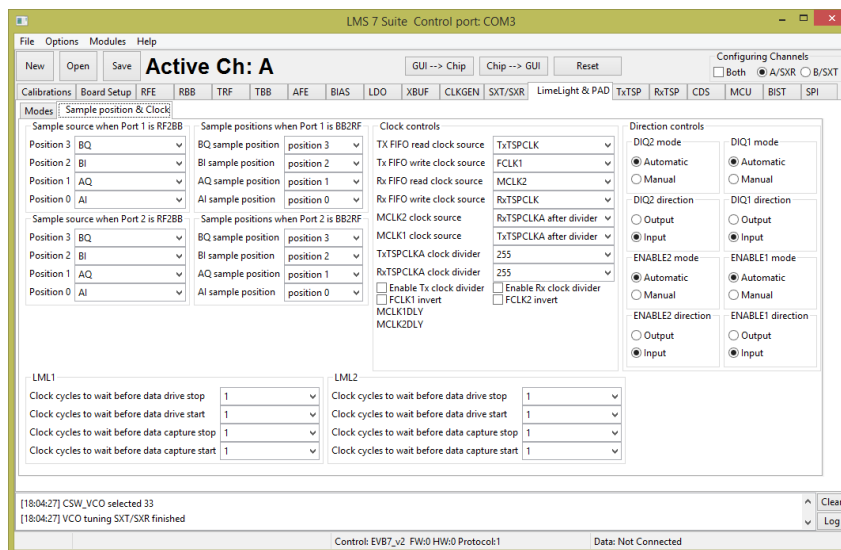 LMS 7 Suite Control port: COM3
File Options Modules Help
New Open Save Active Ch: A GUI --> Chip Chip --> GUI Reset Configuring Channels
Both A/SXR B/SXT
Calibrations Board Setup RFE RBB TRF TBB AFE BIAS LDO XBUF CLKGEN SXT/SXR LimeLight & PAD TxTSP RxTSP CDS MCU BIST SPI
Modes Sample position & Clock
Sample source when Port 1 is RF2BB
Position 3 BQ
Position 2 BI
Position 1 AQ
Position 0 AI
Sample positions when Port 1 is BB2RF
BQ sample position position 3
BI sample position position 2
AQ sample position position 1
AI sample position position 0
Sample source when Port 2 is RF2BB
Position 3 BQ
Position 2 BI
Position 1 AQ
Position 0 AI
Sample positions when Port 2 is BB2RF
BQ sample position position 3
BI sample position position 2
AQ sample position position 1
AI sample position position 0
Clock controls
TX FIFO read clock source TxTSPCLK
Tx FIFO write clock source FCLK1
Rx FIFO read clock source MCLK2
Rx FIFO write clock source RxTSPCLK
MCLK2 clock source RxTSPCLKA after divider
MCLK1 clock source TxTSPCLKA after divider
TxTSPCLKA clock divider 255
RxTSPCLKA clock divider 255
Enable Tx clock divider Enable Rx clock divider
FCLK1 invert FCLK2 invert
MCLK1DLY
MCLK2DLY
Direction controls
DIQ2 mode
Automatic
Manual
DIQ1 mode
Automatic
Manual
DIQ2 direction
Output
Input
DIQ1 direction
Output
Input
ENABLE2 mode
Automatic
Manual
ENABLE1 mode
Automatic
Manual
ENABLE2 direction
Output
Input
ENABLE1 direction
Output
Input
LML1
Clock cycles to wait before data drive stop 1
Clock cycles to wait before data drive start 1
Clock cycles to wait before data capture stop 1
Clock cycles to wait before data capture start 1
LML2
Clock cycles to wait before data drive stop 1
Clock cycles to wait before data drive start 1
Clock cycles to wait before data capture stop 1
Clock cycles to wait before data capture start 1
[18:04:27] CSW_VCO selected 33
[18:04:27] VCO tuning SXT/SXR finished
Clear
Log
Control: EVB7_v2 FW:0 HW:0 Protocol:1 Data: Not Connected